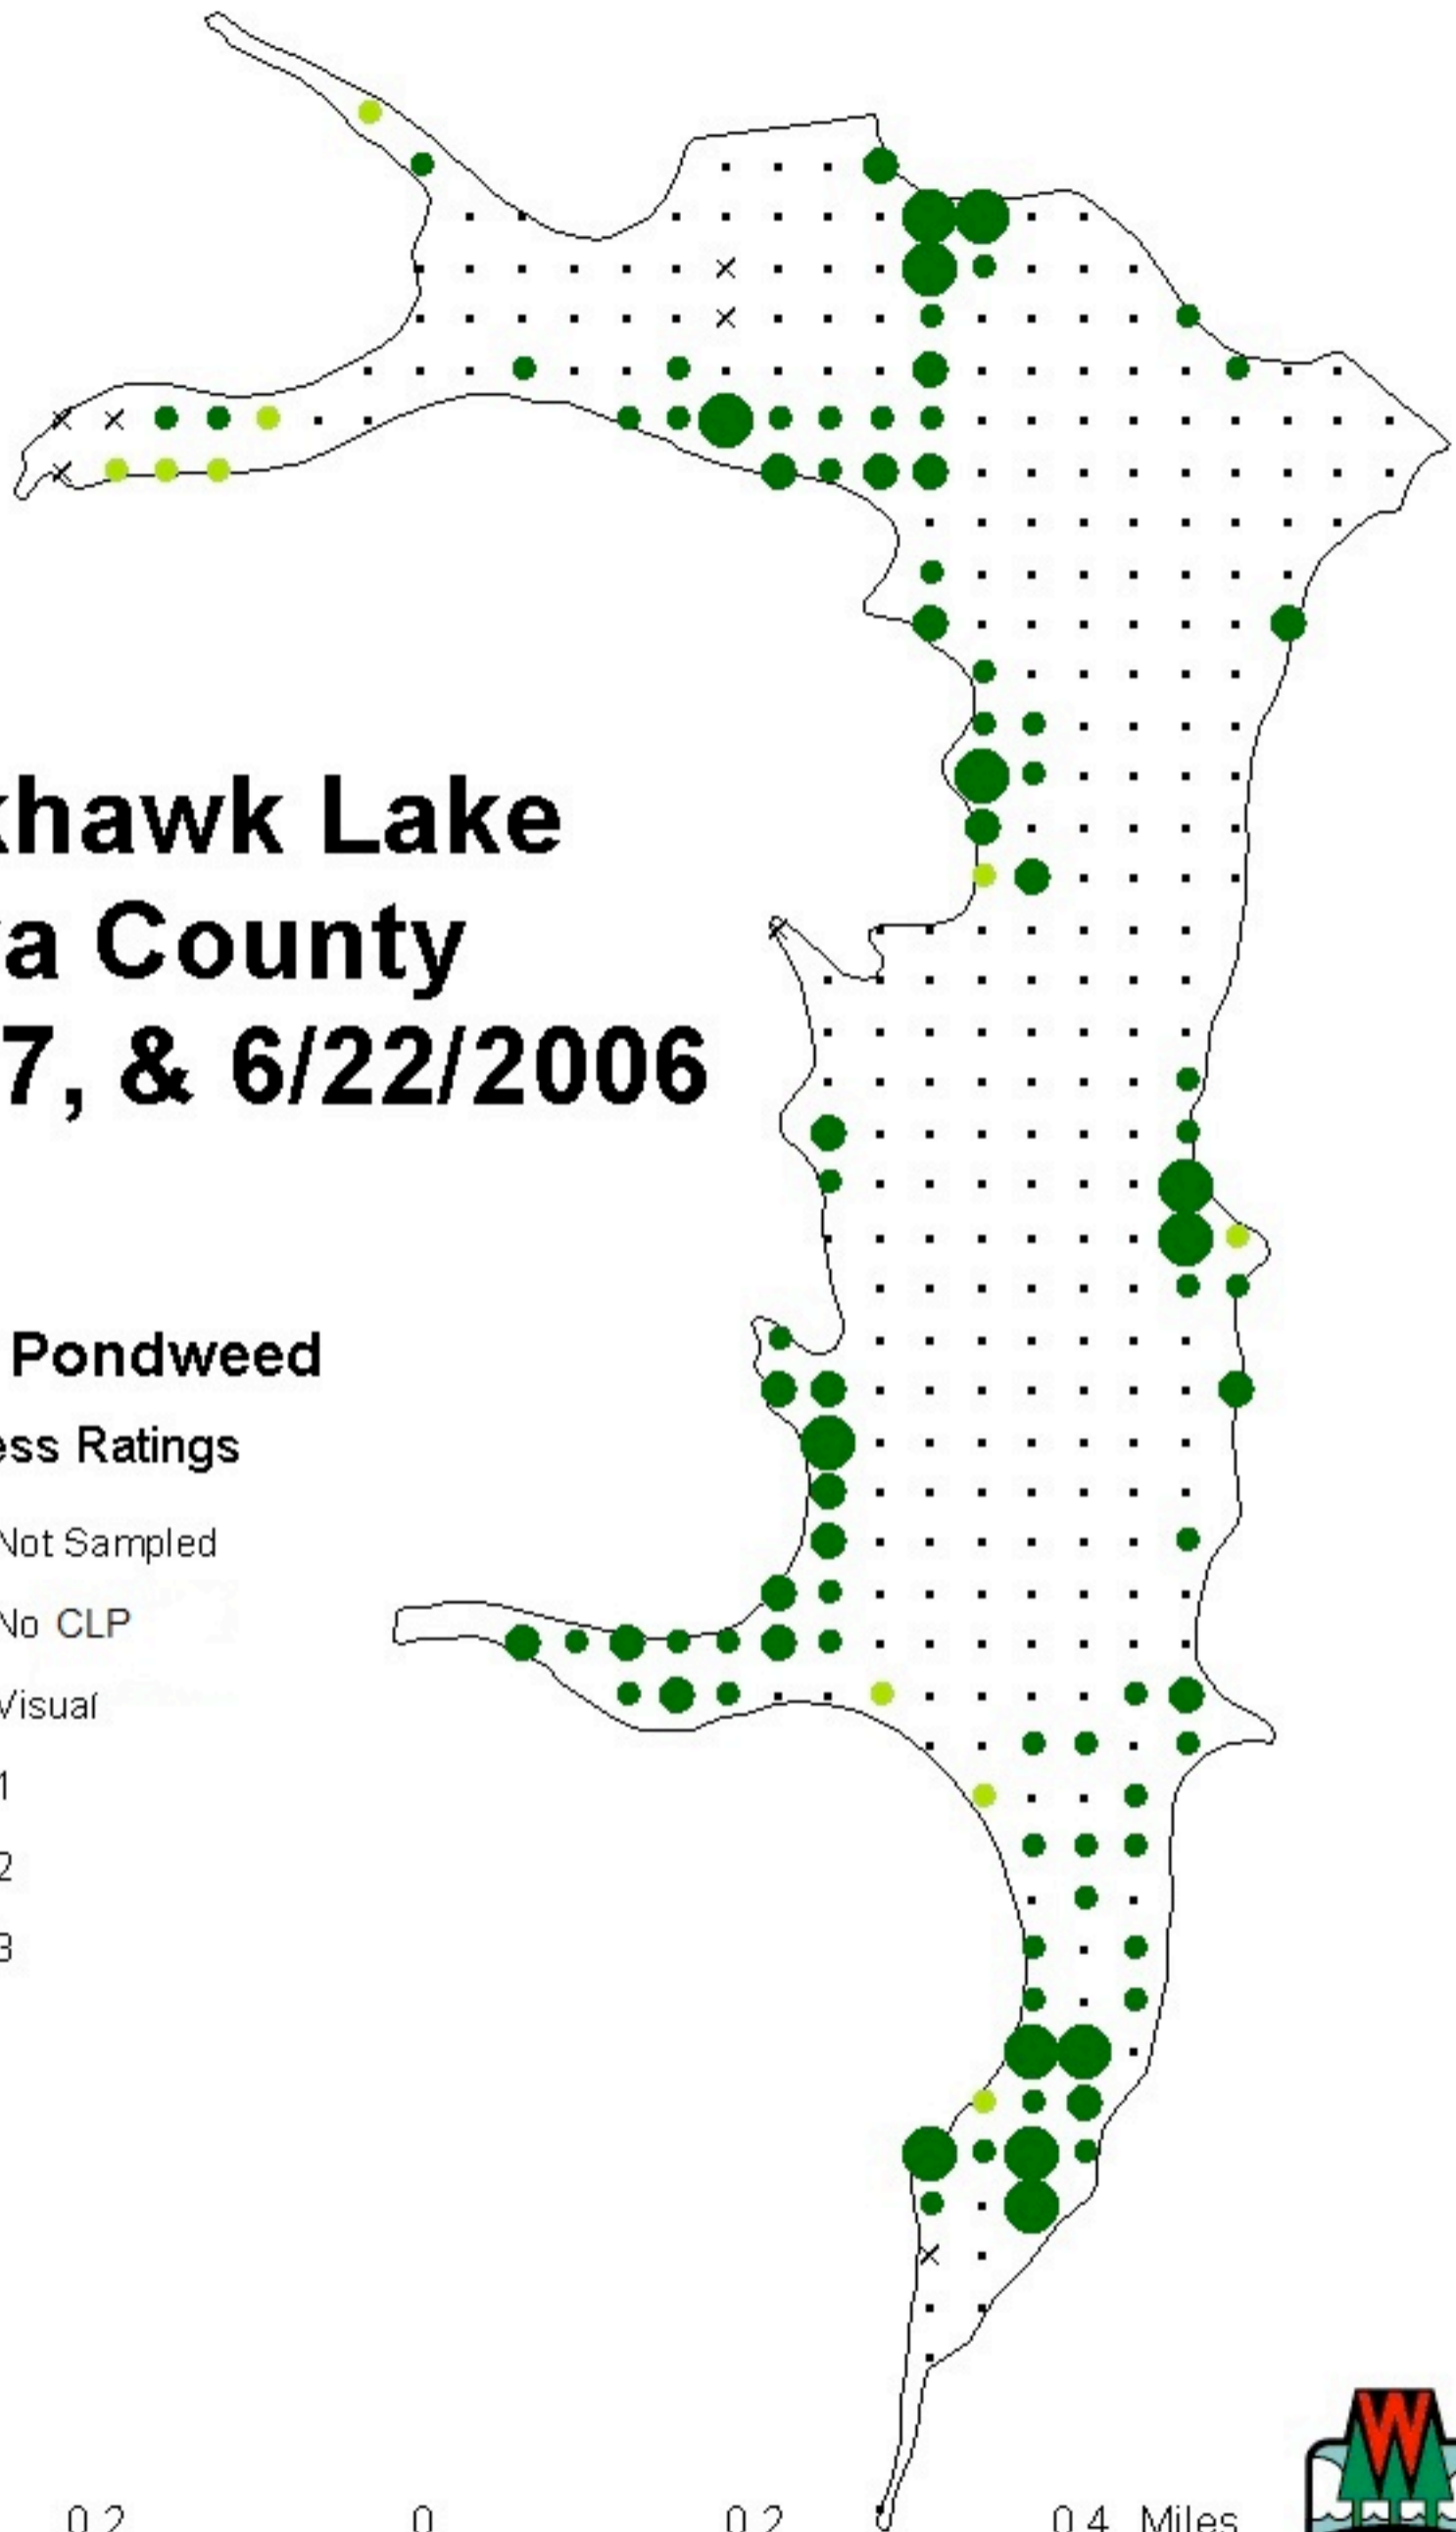 khawk Lake
a County
7, & 6/22/2006
Pondweed
ess Ratings
Not Sampled
No CLP
Visual
1
2
3
0.2 0 0.2 0.4 Miles
W